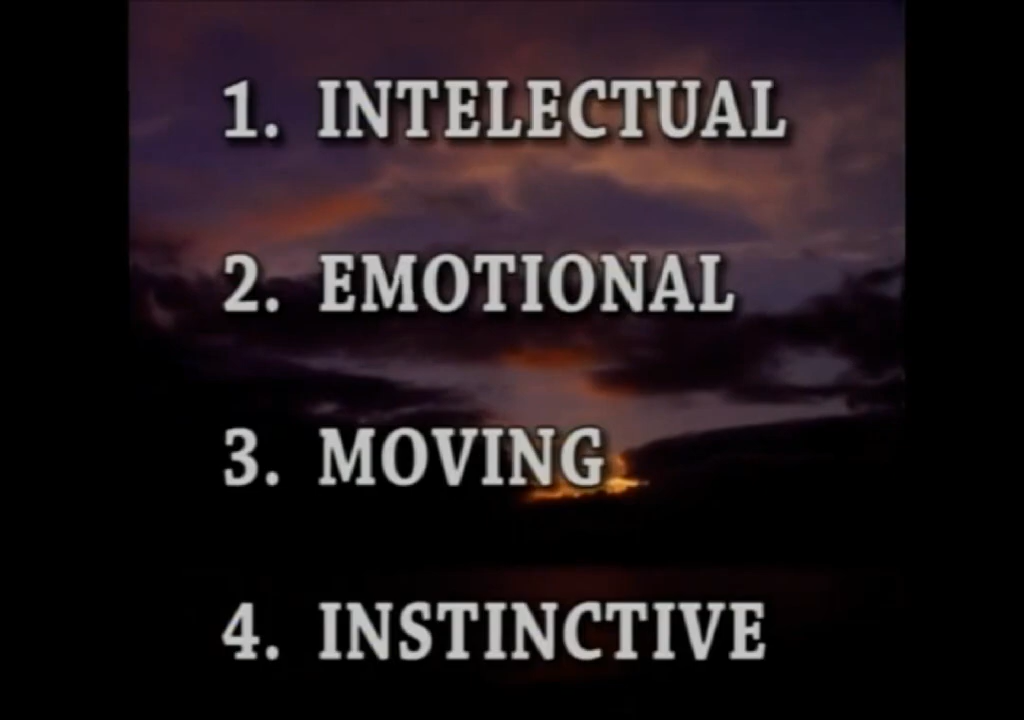 1. INTELECTUAL
2. EMOTIONAL
3. MOVING
4. INSTINCTIVE